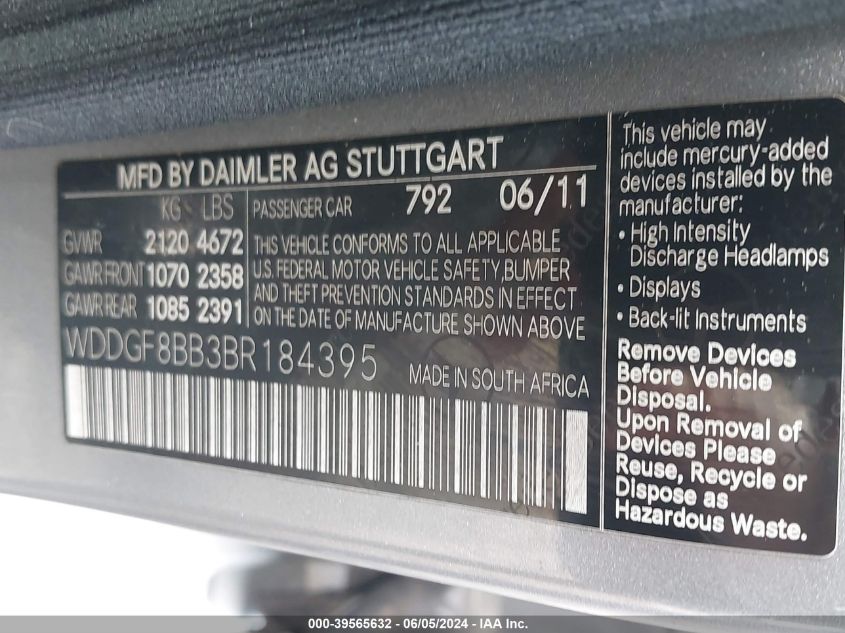 MFD BY DAIMLER AG STUTTGART
KG LBS
GVWR 2120 4672
GAWR FRONT 1070 2358
GAWR REAR 1085 2391
PASSENGER CAR 792 06/11
THIS VEHICLE CONFORMS TO ALL APPLICABLE
U.S. FEDERAL MOTOR VEHICLE SAFETY, BUMPER
AND THEFT PREVENTION STANDARDS IN EFFECT
ON THE DATE OF MANUFACTURE SHOWN ABOVE
WDDGF8BB3BR184395
MADE IN SOUTH AFRICA
This vehicle may
include mercury-added
devices installed by the
manufacturer:
• High Intensity
Discharge Headlamps
• Displays
• Back-lit Instruments
Remove Devices
Before Vehicle
Disposal.
Upon Removal of
Devices Please
Reuse, Recycle or
Dispose as
Hazardous Waste.
000-39565632 - 06/05/2024 - IAA Inc.